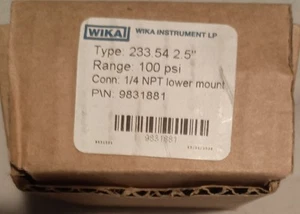 WIKA WIKA INSTRUMENT LP
Type: 233.54 2.5"
Range: 100 psi
Conn: 1/4 NPT lower mount
P\N: 9831881
9831881